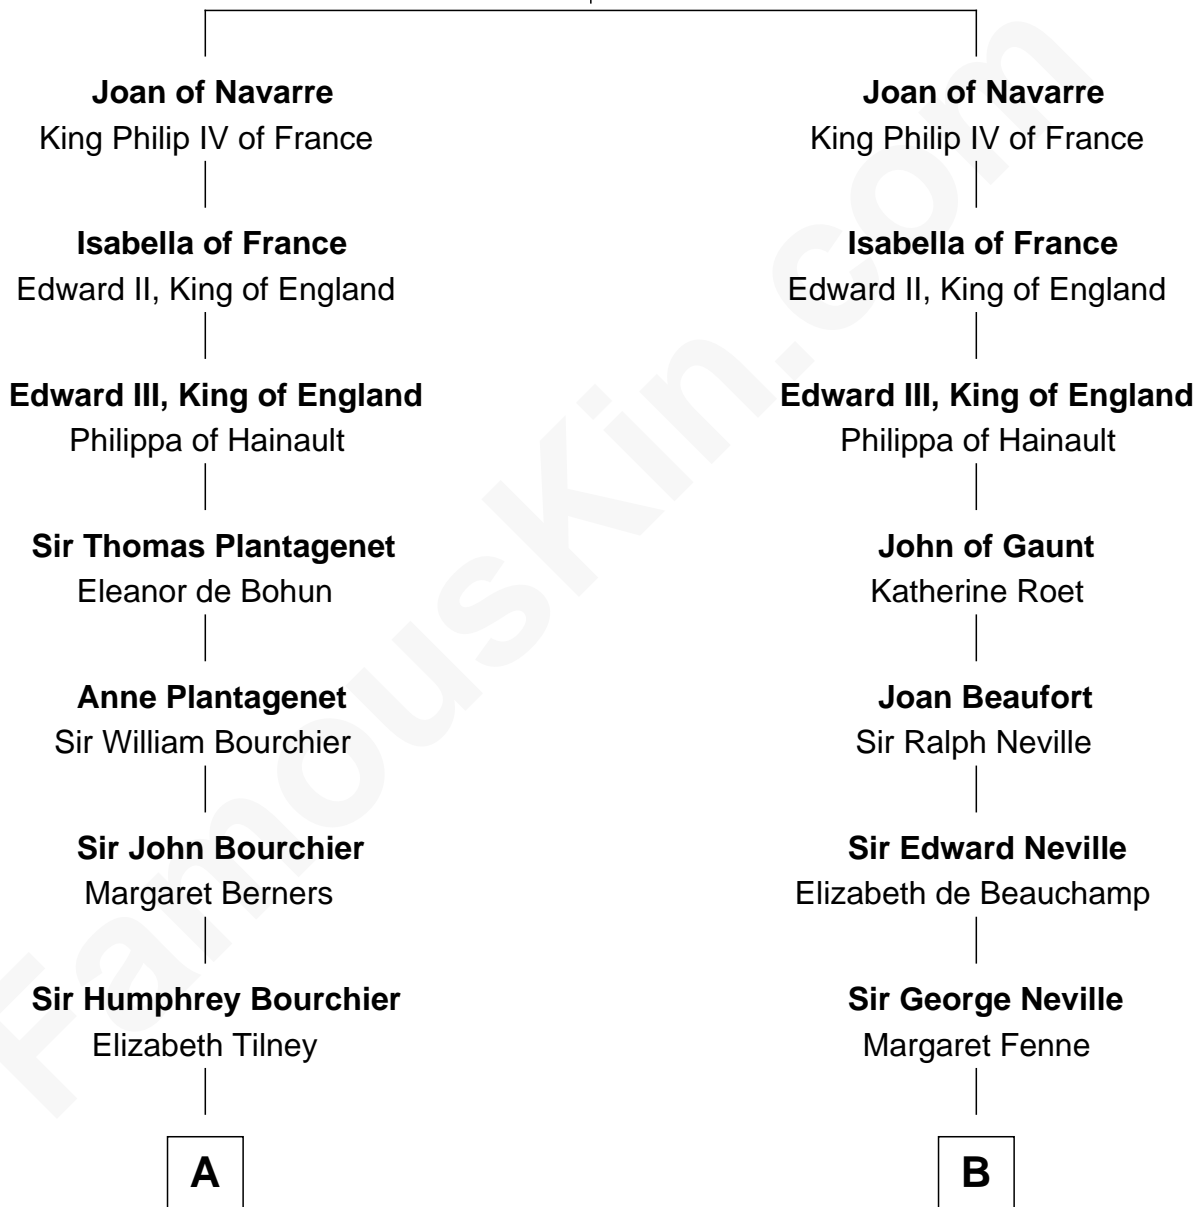 Joan of Navarre
King Philip IV of France
Isabella of France
Edward II, King of England
Edward III, King of England
Philippa of Hainault
Sir Thomas Plantagenet
Eleanor de Bohun
Anne Plantagenet
Sir William Bourchier
Sir John Bourchier
Margaret Berners
Sir Humphrey Bourchier
Elizabeth Tilney
A
Joan of Navarre
King Philip IV of France
Isabella of France
Edward II, King of England
Edward III, King of England
Philippa of Hainault
John of Gaunt
Katherine Roet
Joan Beaufort
Sir Ralph Neville
Sir Edward Neville
Elizabeth de Beauchamp
Sir George Neville
Margaret Fenne
B
FamousKin.com